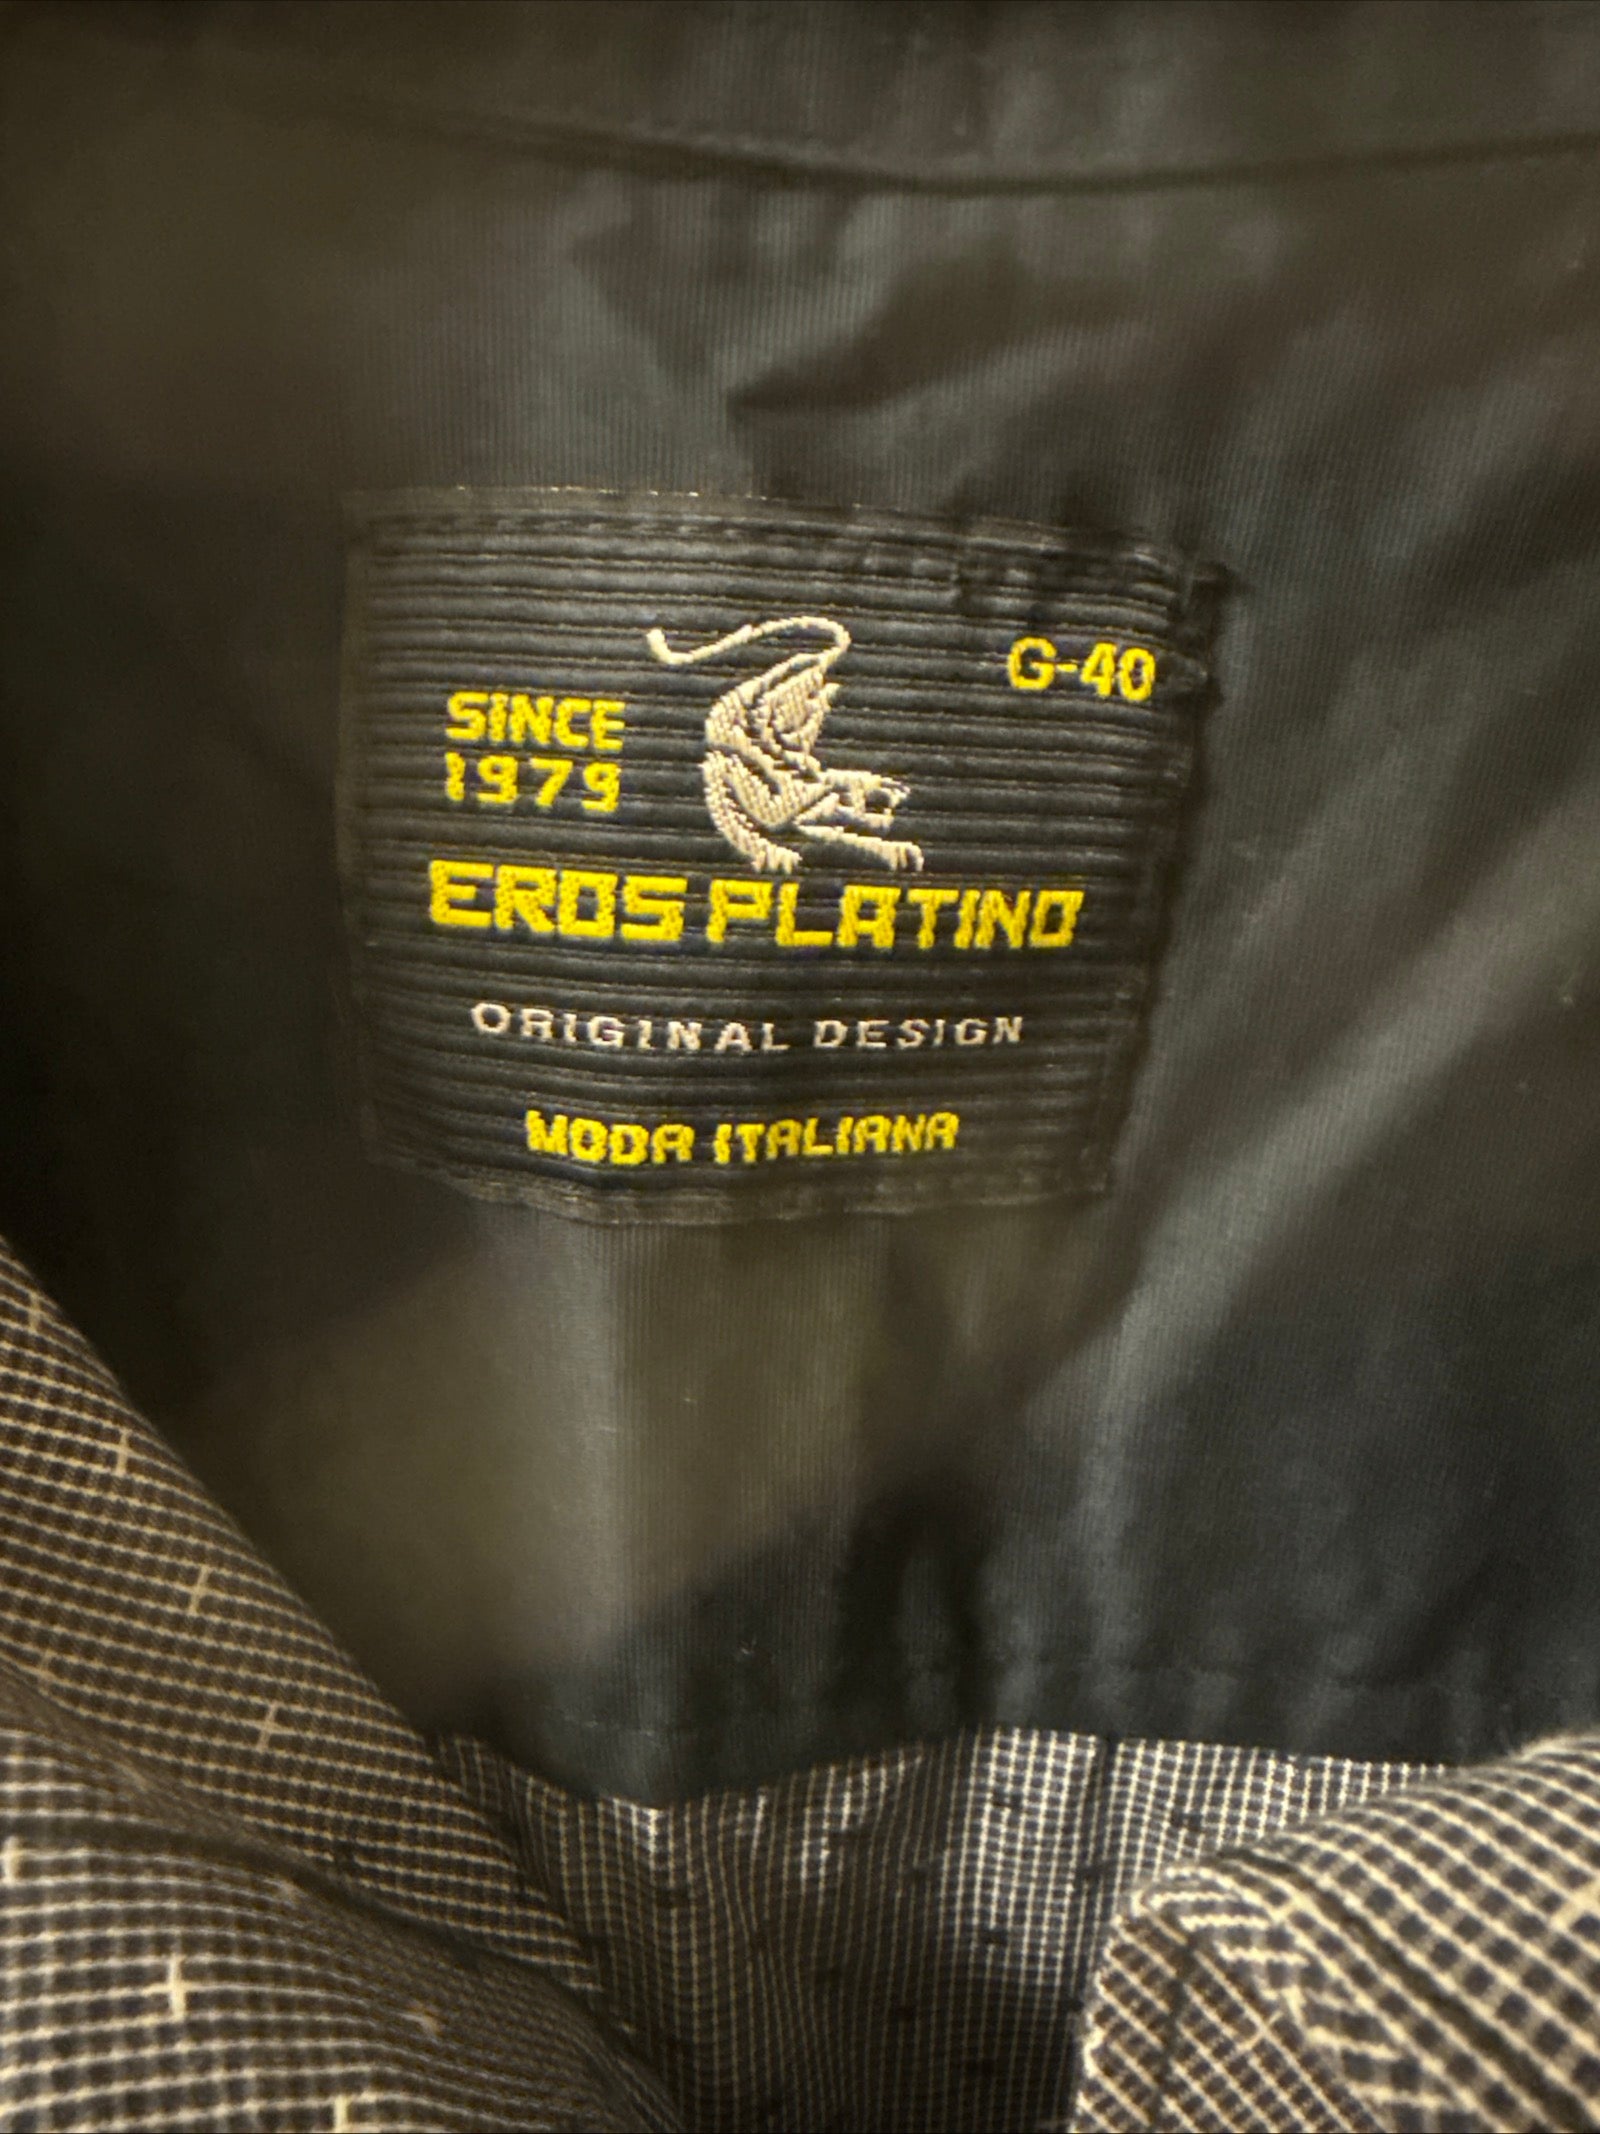 G-40
SINCE
1979
EROS PLATINO
ORIGINAL DESIGN
MODA ITALIANA